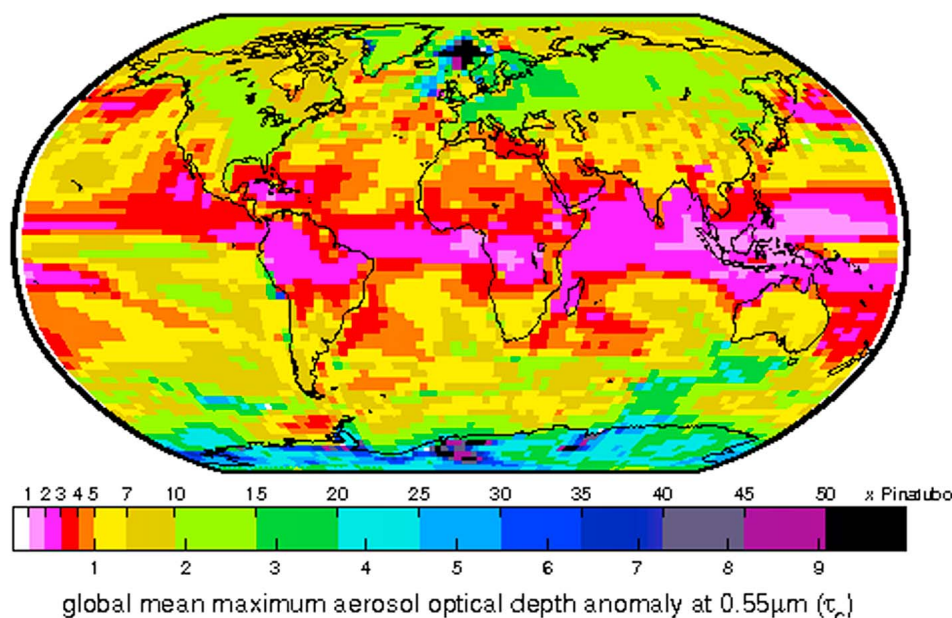 1 2 3 4 5 7 10 15 20 25 30 35 40 45 50 x Pinatubo
1 2 3 4 5 6 7 8 9
global mean maximum aerosol optical depth anomaly at 0.55μm (τc)